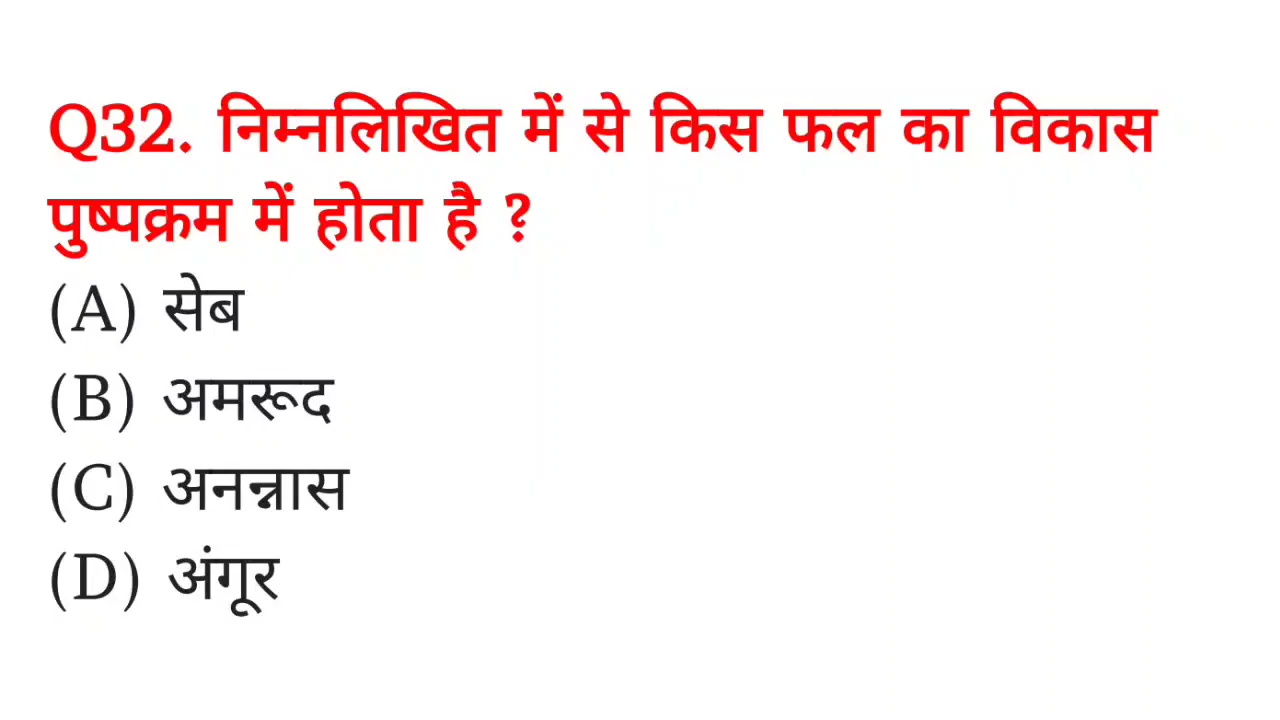 Q32. निम्नलिखित में से किस फल का विकास
पुष्पक्रम में होता है ?
(A) सेब
(B) अमरूद
(C) अनन्नास
(D) अंगूर